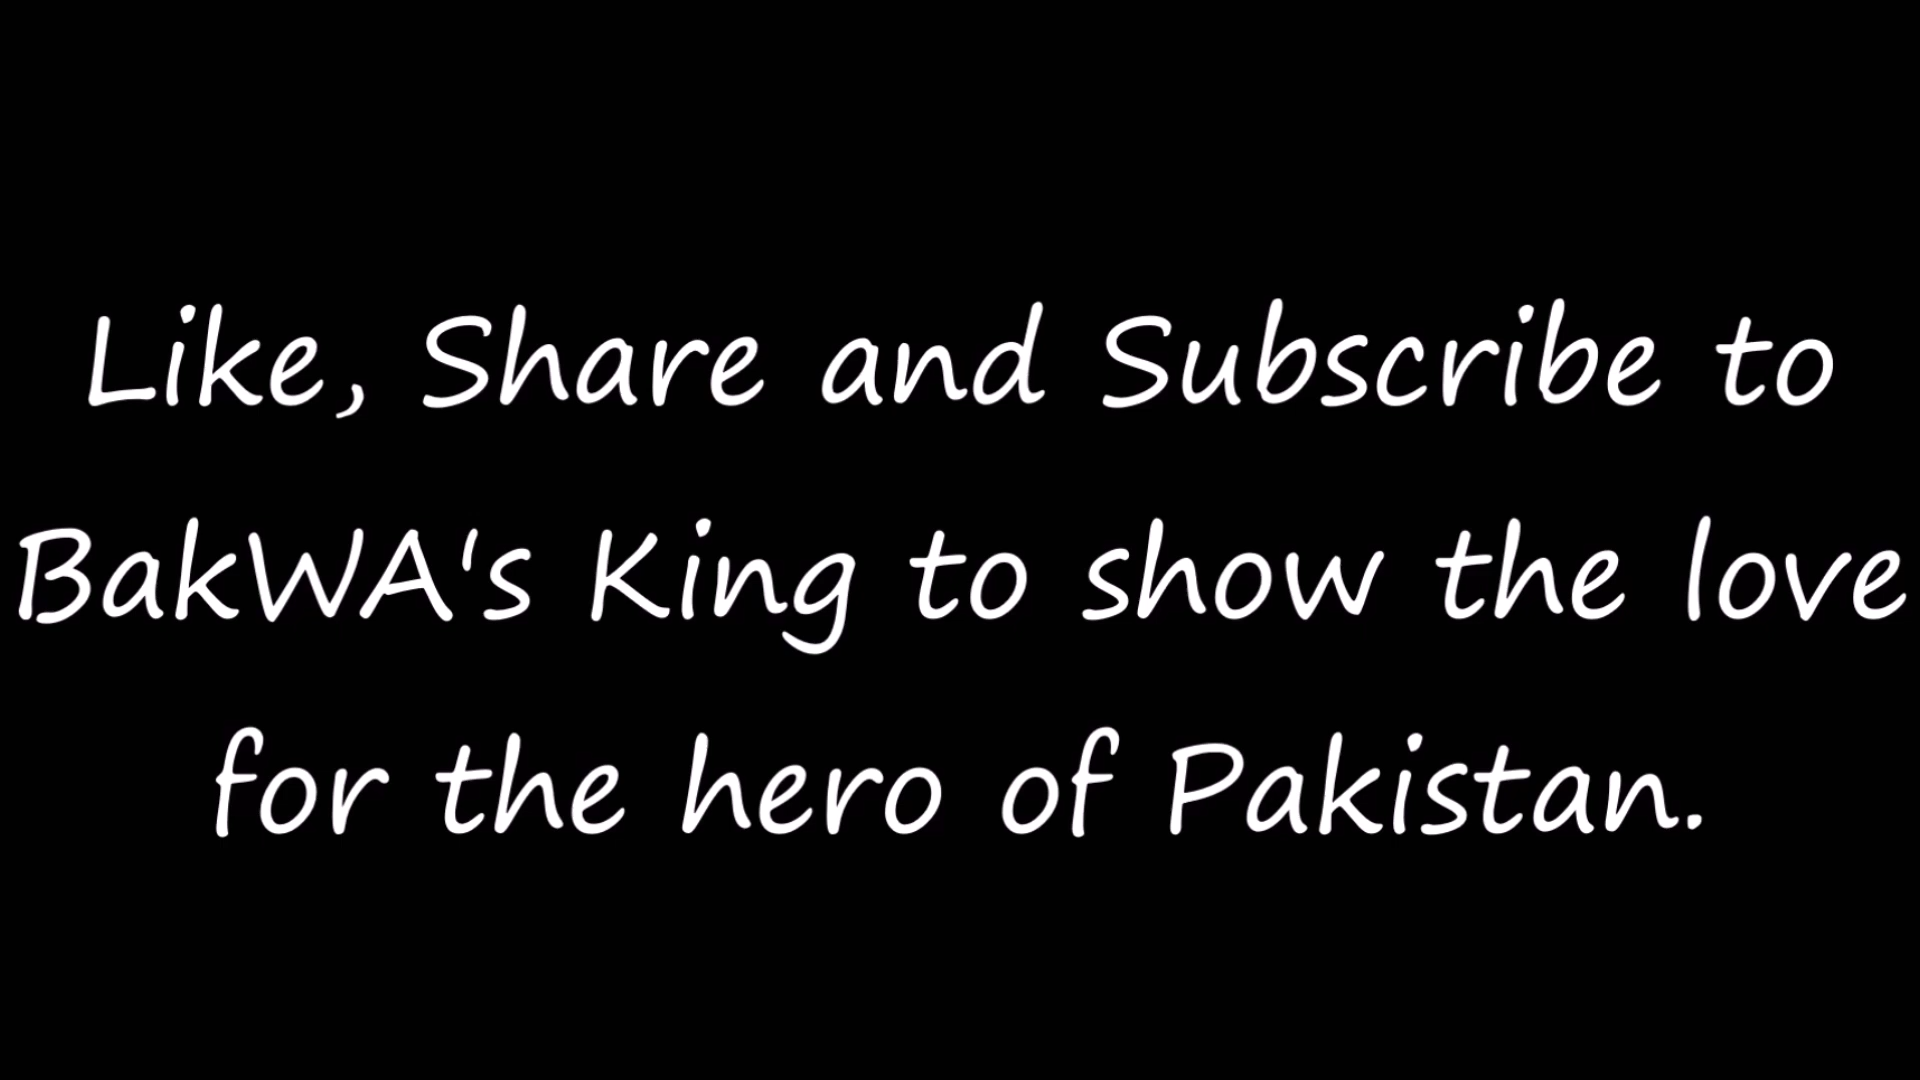 Like, Share and Subscribe to
BakWA's King to show the love
for the hero of Pakistan.